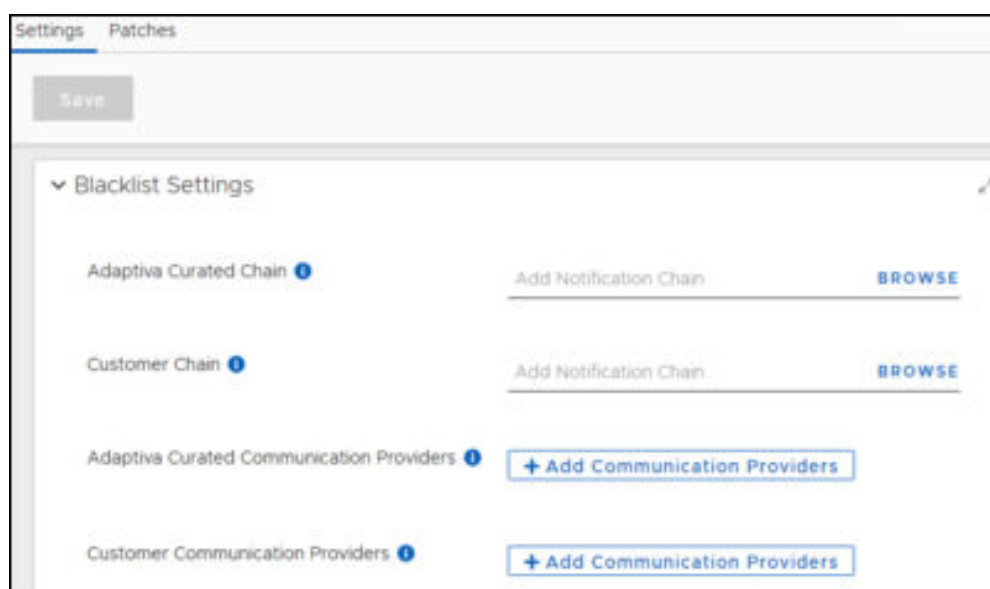 Settings Patches
Save
Blacklist Settings
Adaptiva Curated Chain Add Notification Chain BROWSE
Customer Chain Add Notification Chain BROWSE
Adaptiva Curated Communication Providers + Add Communication Providers
Customer Communication Providers + Add Communication Providers